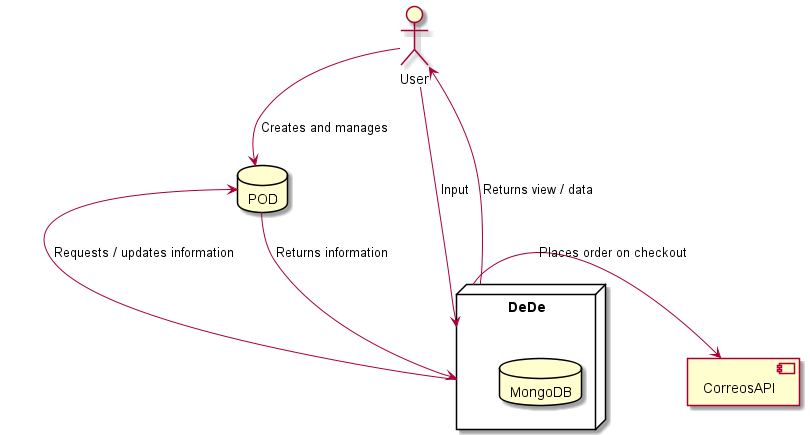 User
Creates and manages
POD
Input
Returns view / data
Requests / updates information
Returns information
Places order on checkout
DeDe
MongoDB
CorreosAPI